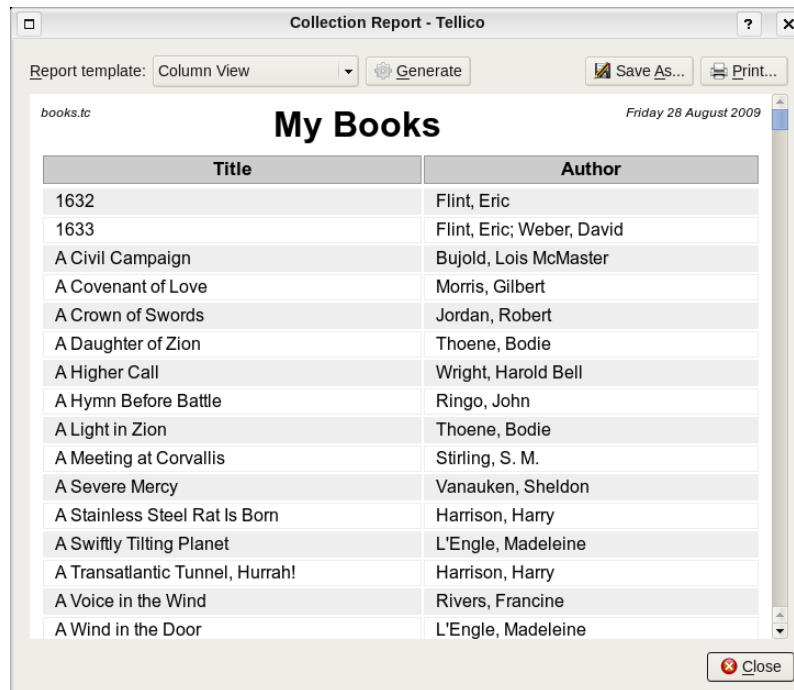 Collection Report - Tellico ?
Report template: Column View Generate Save As... Print...
books.tc My Books Friday 28 August 2009
Title Author
1632 Flint, Eric
1633 Flint, Eric; Weber, David
A Civil Campaign Bujold, Lois McMaster
A Covenant of Love Morris, Gilbert
A Crown of Swords Jordan, Robert
A Daughter of Zion Thoene, Bodie
A Higher Call Wright, Harold Bell
A Hymn Before Battle Ringo, John
A Light in Zion Thoene, Bodie
A Meeting at Corvallis Stirling, S. M.
A Severe Mercy Vanauken, Sheldon
A Stainless Steel Rat Is Born Harrison, Harry
A Swiftly Tilting Planet L'Engle, Madeleine
A Transatlantic Tunnel, Hurrah! Harrison, Harry
A Voice in the Wind Rivers, Francine
A Wind in the Door L'Engle, Madeleine
Close